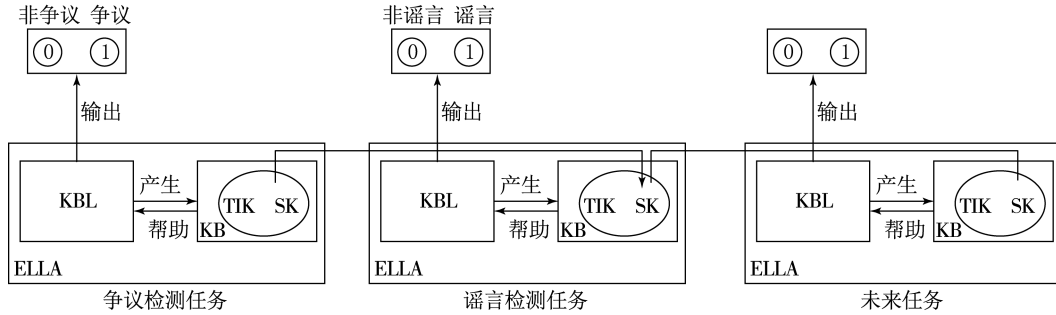 非争议 争议
0 1
非谣言 谣言
0 1
0 1
输出
输出
输出
KBL
产生
帮助
TIK SK
KB
ELLA
KBL
产生
帮助
TIK SK
KB
ELLA
KBL
产生
帮助
TIK SK
KB
ELLA
争议检测任务
谣言检测任务
未来任务